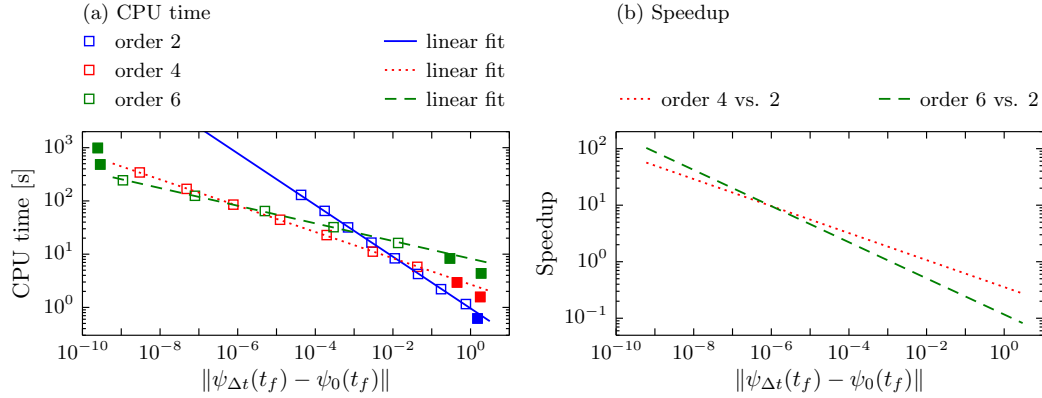 (a) CPU time
order 2 linear fit
order 4 linear fit
order 6 linear fit
CPU time [s]
10^3
10^2
10^1
10^0
10^−10 10^−8 10^−6 10^−4 10^−2 10^0
‖ψ_Δt(t_f) − ψ_0(t_f)‖
(b) Speedup
order 4 vs. 2 order 6 vs. 2
Speedup
10^2
10^1
10^0
10^−1
10^−10 10^−8 10^−6 10^−4 10^−2 10^0
‖ψ_Δt(t_f) − ψ_0(t_f)‖